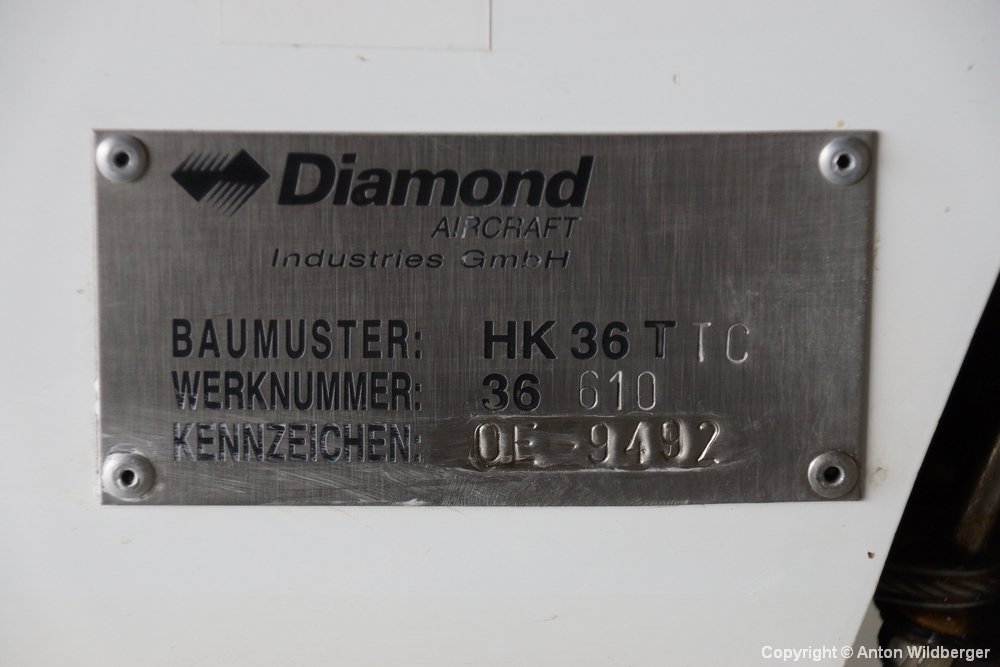 Diamond
AIRCRAFT
Industries GmbH
BAUMUSTER: HK 36 T TC
WERKNUMMER: 36 610
KENNZEICHEN: OE-9492
Copyright © Anton Wildberger